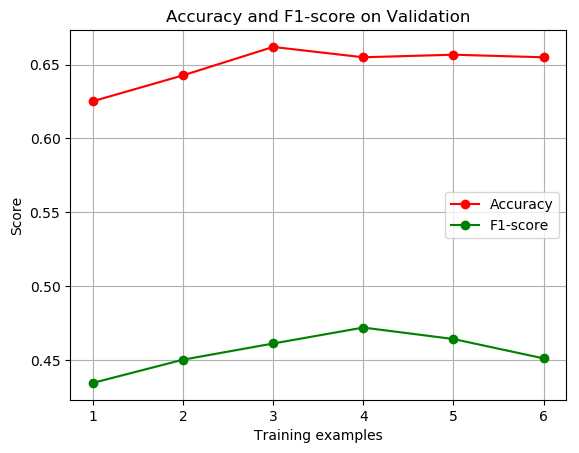 Accuracy and F1-score on Validation
Score
0.65
0.60
0.55
0.50
0.45
Accuracy
F1-score
1 2 3 4 5 6
Training examples